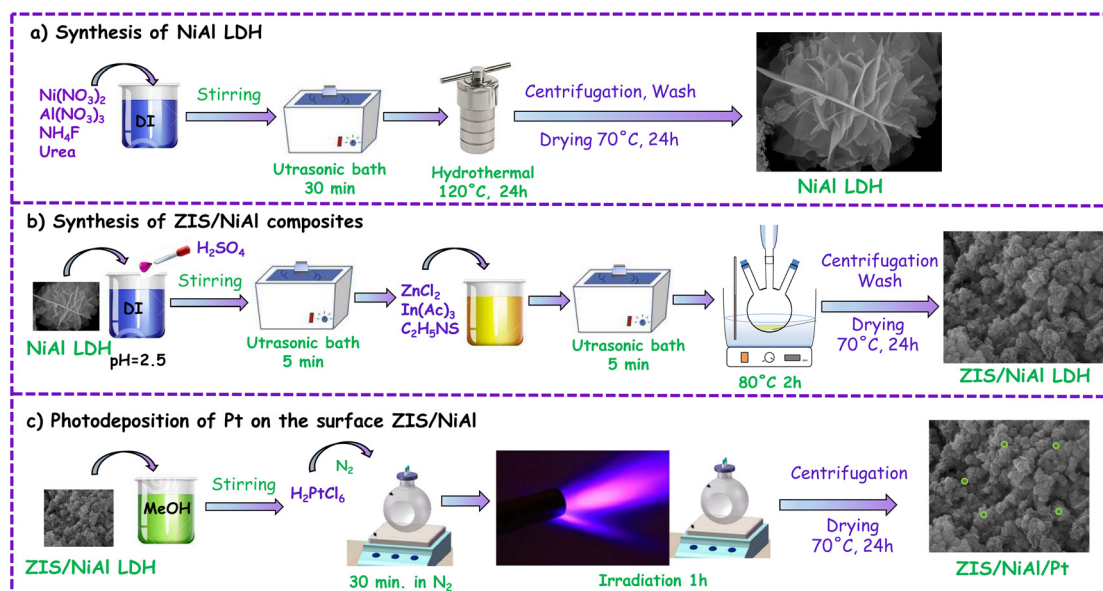 a) Synthesis of NiAl LDH
Ni(NO₃)₂
Al(NO₃)₃
NH₄F
Urea
DI
Stirring
Utrasonic bath
30 min
Hydrothermal
120°C, 24h
Centrifugation, Wash
Drying 70°C, 24h
NiAl LDH
b) Synthesis of ZIS/NiAl composites
NiAl LDH
H₂SO₄
DI
pH=2.5
Stirring
Utrasonic bath
5 min
ZnCl₂
In(Ac)₃
C₂H₅NS
Utrasonic bath
5 min
80°C 2h
Centrifugation
Wash
Drying
70°C, 24h
ZIS/NiAl LDH
c) Photodeposition of Pt on the surface ZIS/NiAl
ZIS/NiAl LDH
MeOH
Stirring
N₂
H₂PtCl₆
30 min. in N₂
Irradiation 1h
Centrifugation
Drying
70°C, 24h
ZIS/NiAl/Pt